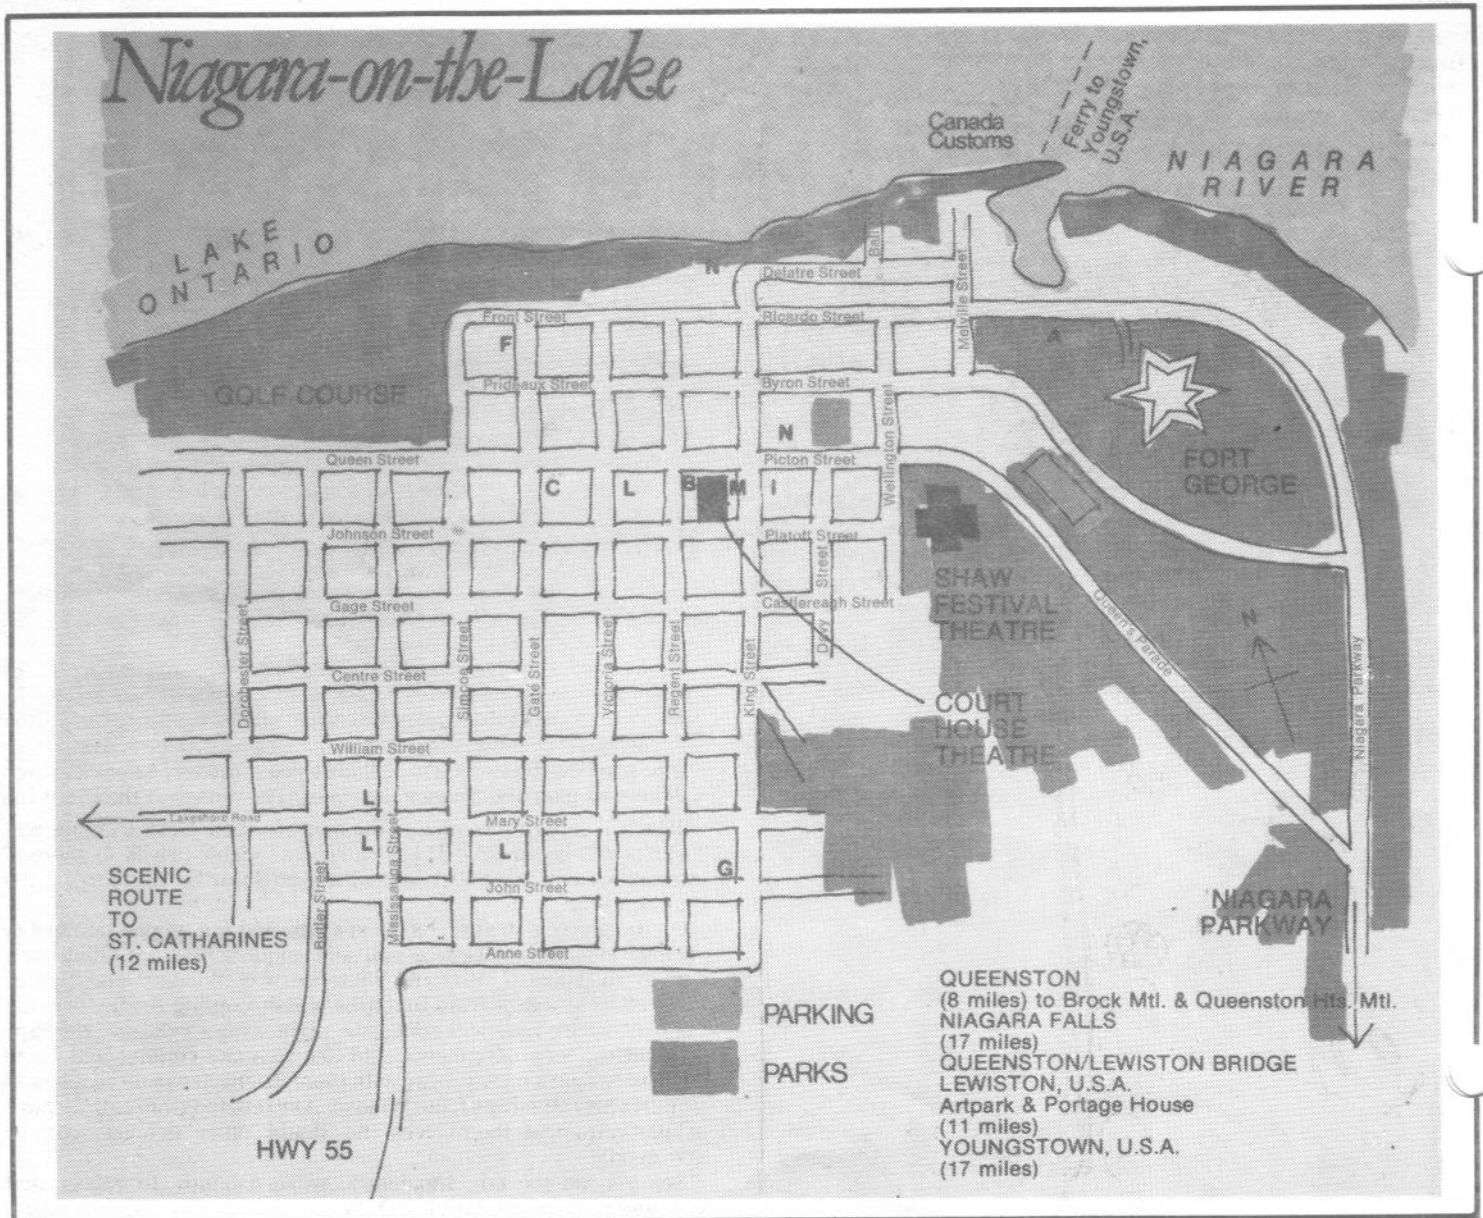 Niagara-on-the-Lake
Canada
Customs
Ferry to
Youngstown,
U.S.A.
NIAGARA
RIVER
LAKE
ONTARIO
N
Ball
Delatre Street
Melville Street
Front Street
Ricardo Street
F
A
Prideaux Street
Byron Street
GOLF COURSE
Wellington Street
N
Queen Street
Picton Street
FORT
GEORGE
C
L
B
M
I
Johnson Street
Platoff Street
SHAW
FESTIVAL
THEATRE
Gage Street
Castlereagh Street
Davy Street
Queen's Parade
N
Dorchester Street
Simcoe Street
Gate Street
Victoria Street
Regent Street
King Street
Niagara Parkway
Centre Street
COURT
HOUSE
THEATRE
William Street
L
Lakeshore Road
Mary Street
Mississauga Street
L
L
G
Butler Street
John Street
SCENIC
ROUTE
TO
ST. CATHARINES
(12 miles)
NIAGARA
PARKWAY
Anne Street
PARKING
PARKS
QUEENSTON
(8 miles) to Brock Mtl. & Queenston Hts. Mtl.
NIAGARA FALLS
(17 miles)
QUEENSTON/LEWISTON BRIDGE
LEWISTON, U.S.A.
Artpark & Portage House
(11 miles)
YOUNGSTOWN, U.S.A.
(17 miles)
HWY 55